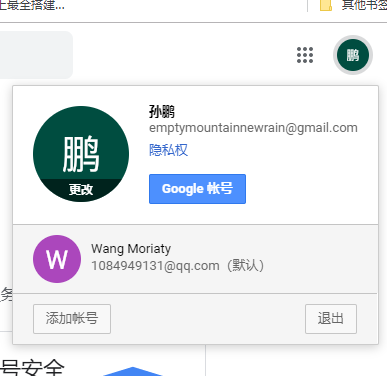 上最全搭建...
其他书签
鹏
孙鹏
emptymountainnewrain@gmail.com
隐私权
鹏
更改
Google 帐号
W
Wang Moriaty
1084949131@qq.com（默认）
务
添加帐号
退出
号安全